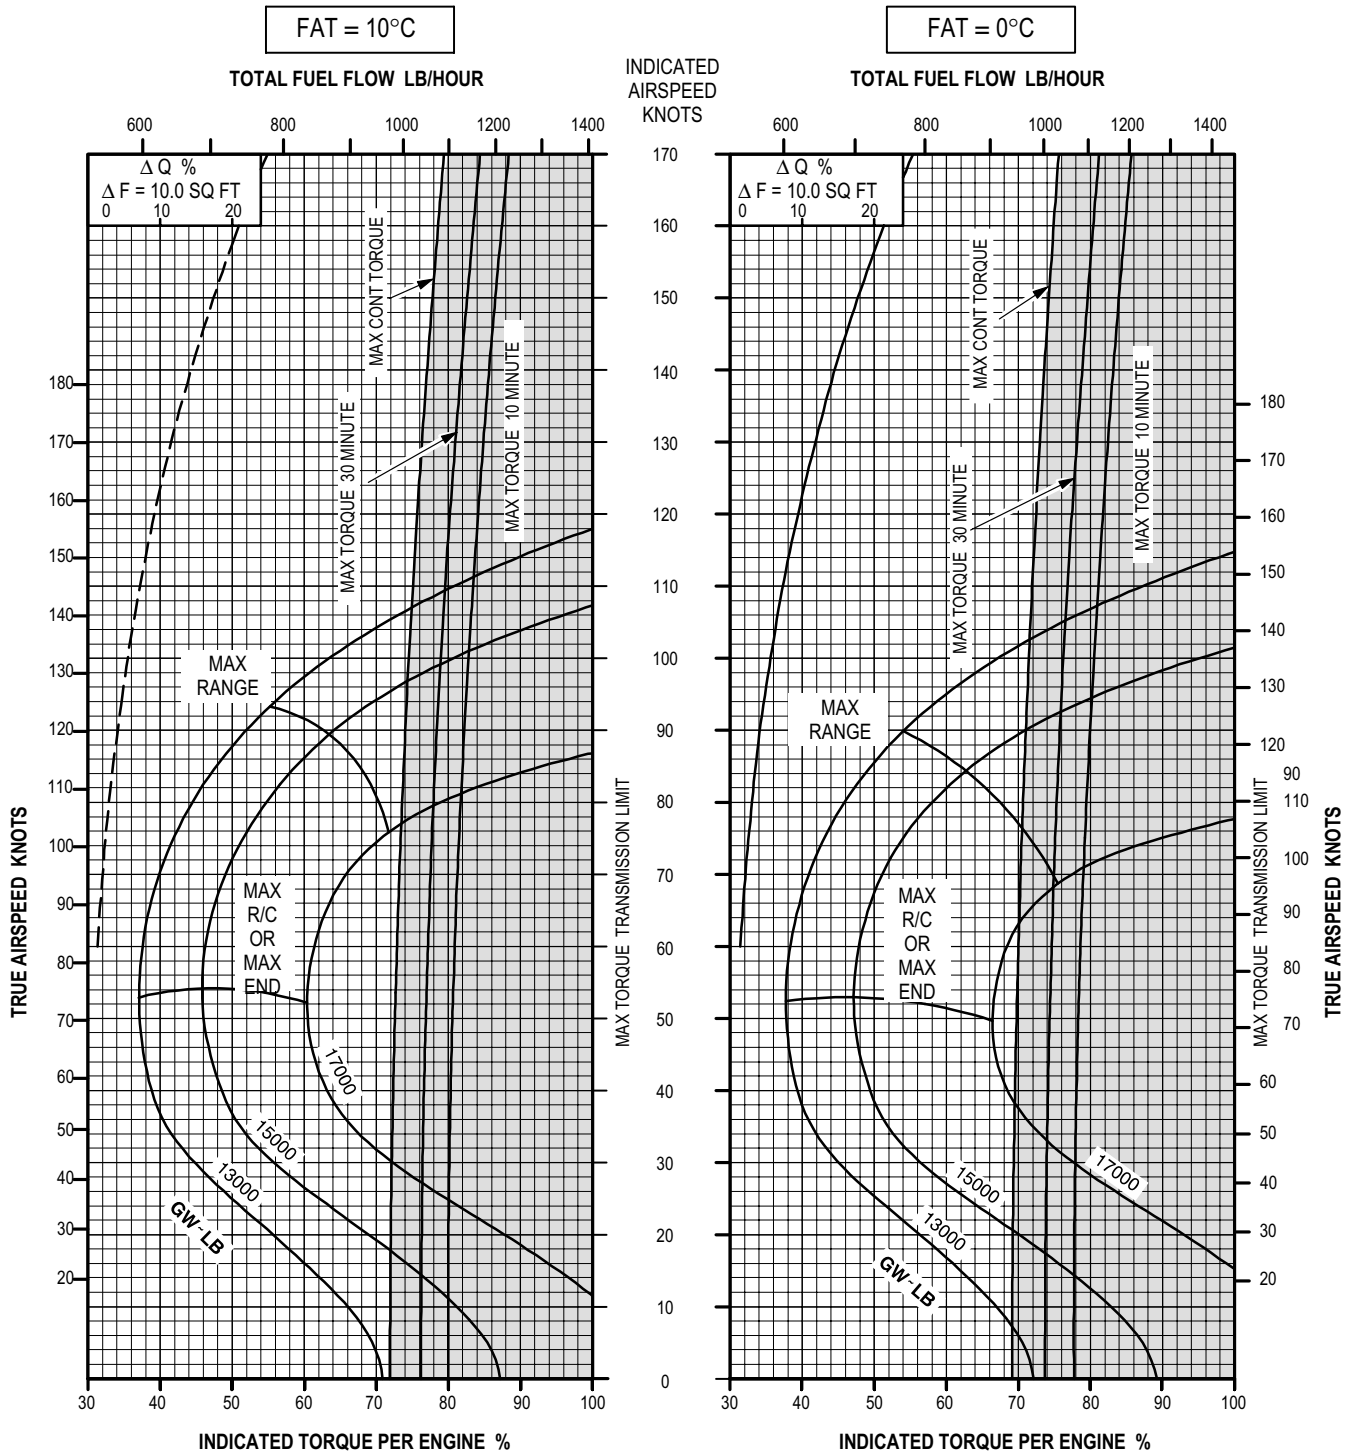 FAT = 10°C
FAT = 0°C
TOTAL FUEL FLOW LB/HOUR
INDICATED
AIRSPEED
KNOTS
TOTAL FUEL FLOW LB/HOUR
600 800 1000 1200 1400
600 800 1000 1200 1400
Δ Q %
Δ F = 10.0 SQ FT
0 10 20
Δ Q %
Δ F = 10.0 SQ FT
0 10 20
MAX CONT TORQUE
MAX TORQUE 30 MINUTE
MAX TORQUE 10 MINUTE
MAX CONT TORQUE
MAX TORQUE 30 MINUTE
MAX TORQUE 10 MINUTE
TRUE AIRSPEED KNOTS
180
170
160
150
140
130
120
110
100
90
80
70
60
50
40
30
20
MAX
RANGE
MAX
R/C
OR
MAX
END
17000
15000
13000
GW~LB
MAX TORQUE TRANSMISSION LIMIT
170
160
150
140
130
120
110
100
90
80
70
60
50
40
30
20
10
0
MAX
RANGE
MAX
R/C
OR
MAX
END
17000
15000
13000
GW~LB
MAX TORQUE TRANSMISSION LIMIT
180
170
160
150
140
130
120
90
110
100
90
80
70
60
50
40
30
20
TRUE AIRSPEED KNOTS
30 40 50 60 70 80 90 100
30 40 50 60 70 80 90 100
INDICATED TORQUE PER ENGINE %
INDICATED TORQUE PER ENGINE %